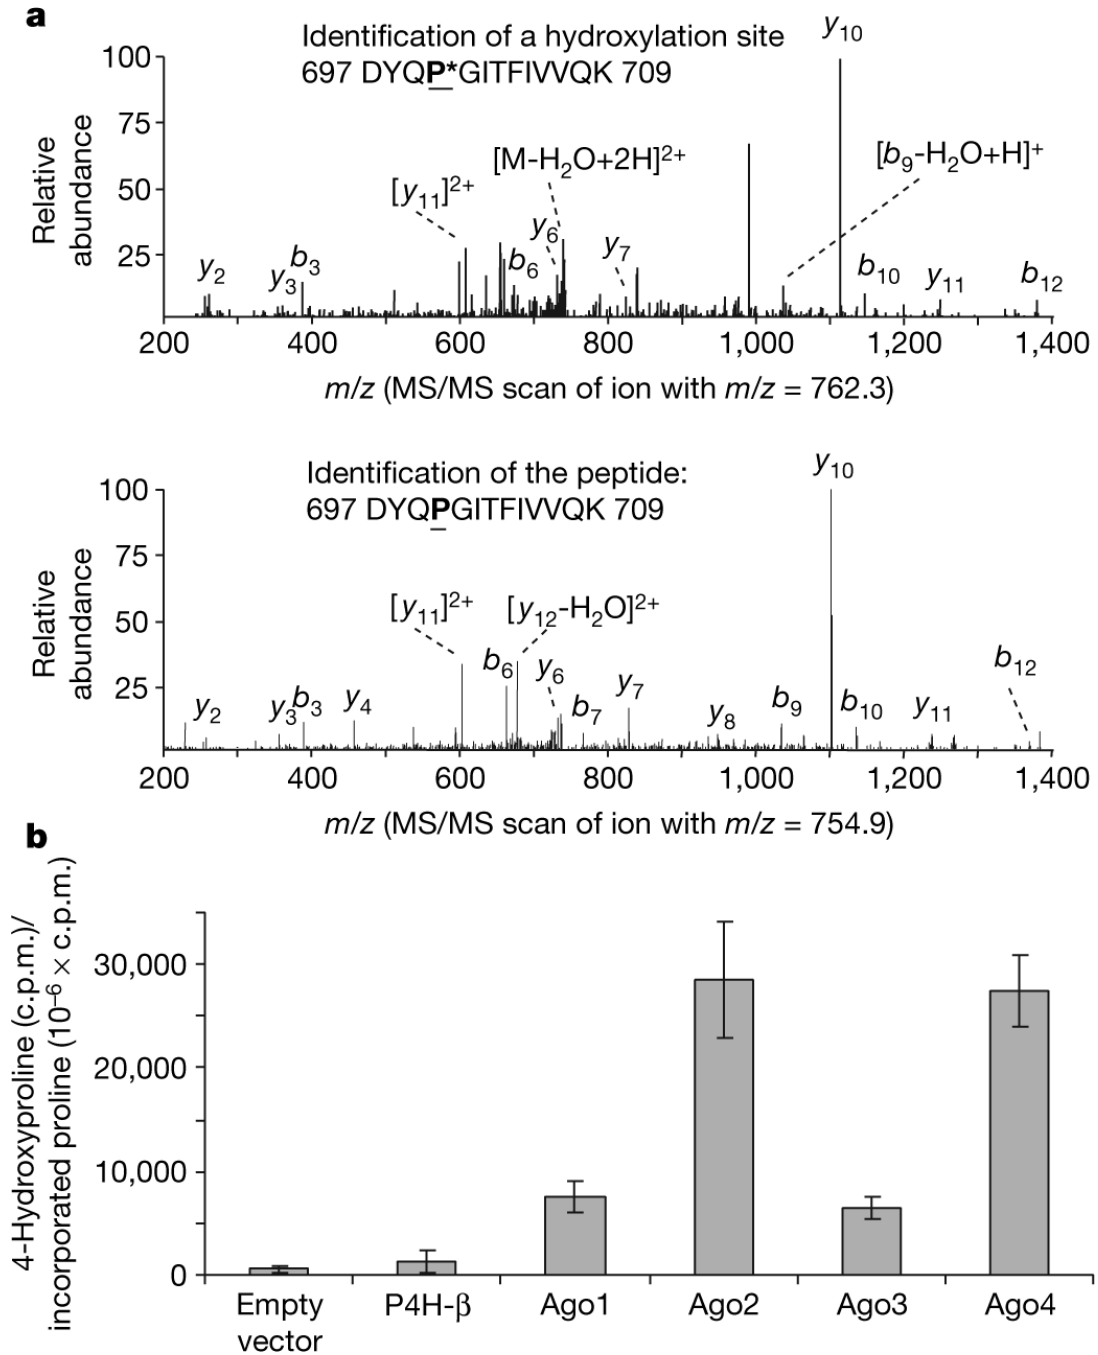 a
Identification of a hydroxylation site
697 DYQP*GITFIVVQK 709
Relative
abundance
100
75
50
25
y2
y3
b3
[y11]2+
[M-H2O+2H]2+
b6
y6
y7
y10
[b9-H2O+H]+
b10
y11
b12
200 400 600 800 1,000 1,200 1,400
m/z (MS/MS scan of ion with m/z = 762.3)
Identification of the peptide:
697 DYQPGITFIVVQK 709
Relative
abundance
100
75
50
25
y2
y3
b3
y4
[y11]2+
b6
[y12-H2O]2+
y6
b7
y7
y8
b9
y10
b10
y11
b12
200 400 600 800 1,000 1,200 1,400
m/z (MS/MS scan of ion with m/z = 754.9)
b
4-Hydroxyproline (c.p.m.)/
incorporated proline (10–6 × c.p.m.)
30,000
20,000
10,000
0
Empty
vector
P4H-β
Ago1
Ago2
Ago3
Ago4